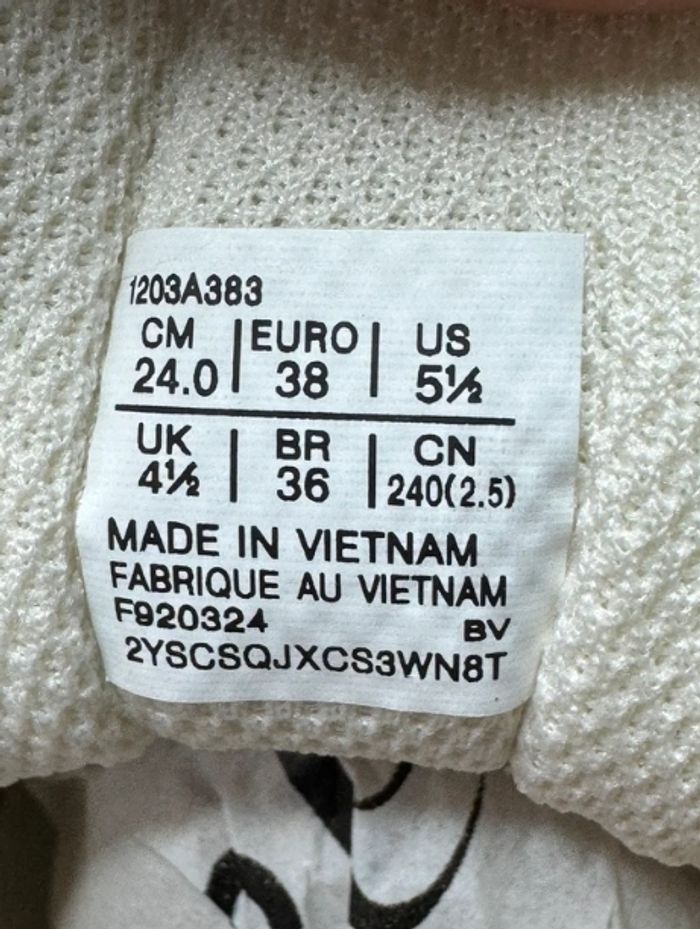 1203A383
CM | EURO | US
24.0 | 38 | 5½
UK | BR | CN
4½ | 36 | 240(2.5)
MADE IN VIETNAM
FABRIQUE AU VIETNAM
F920324 BV
2YSCSQJXCS3WN8T